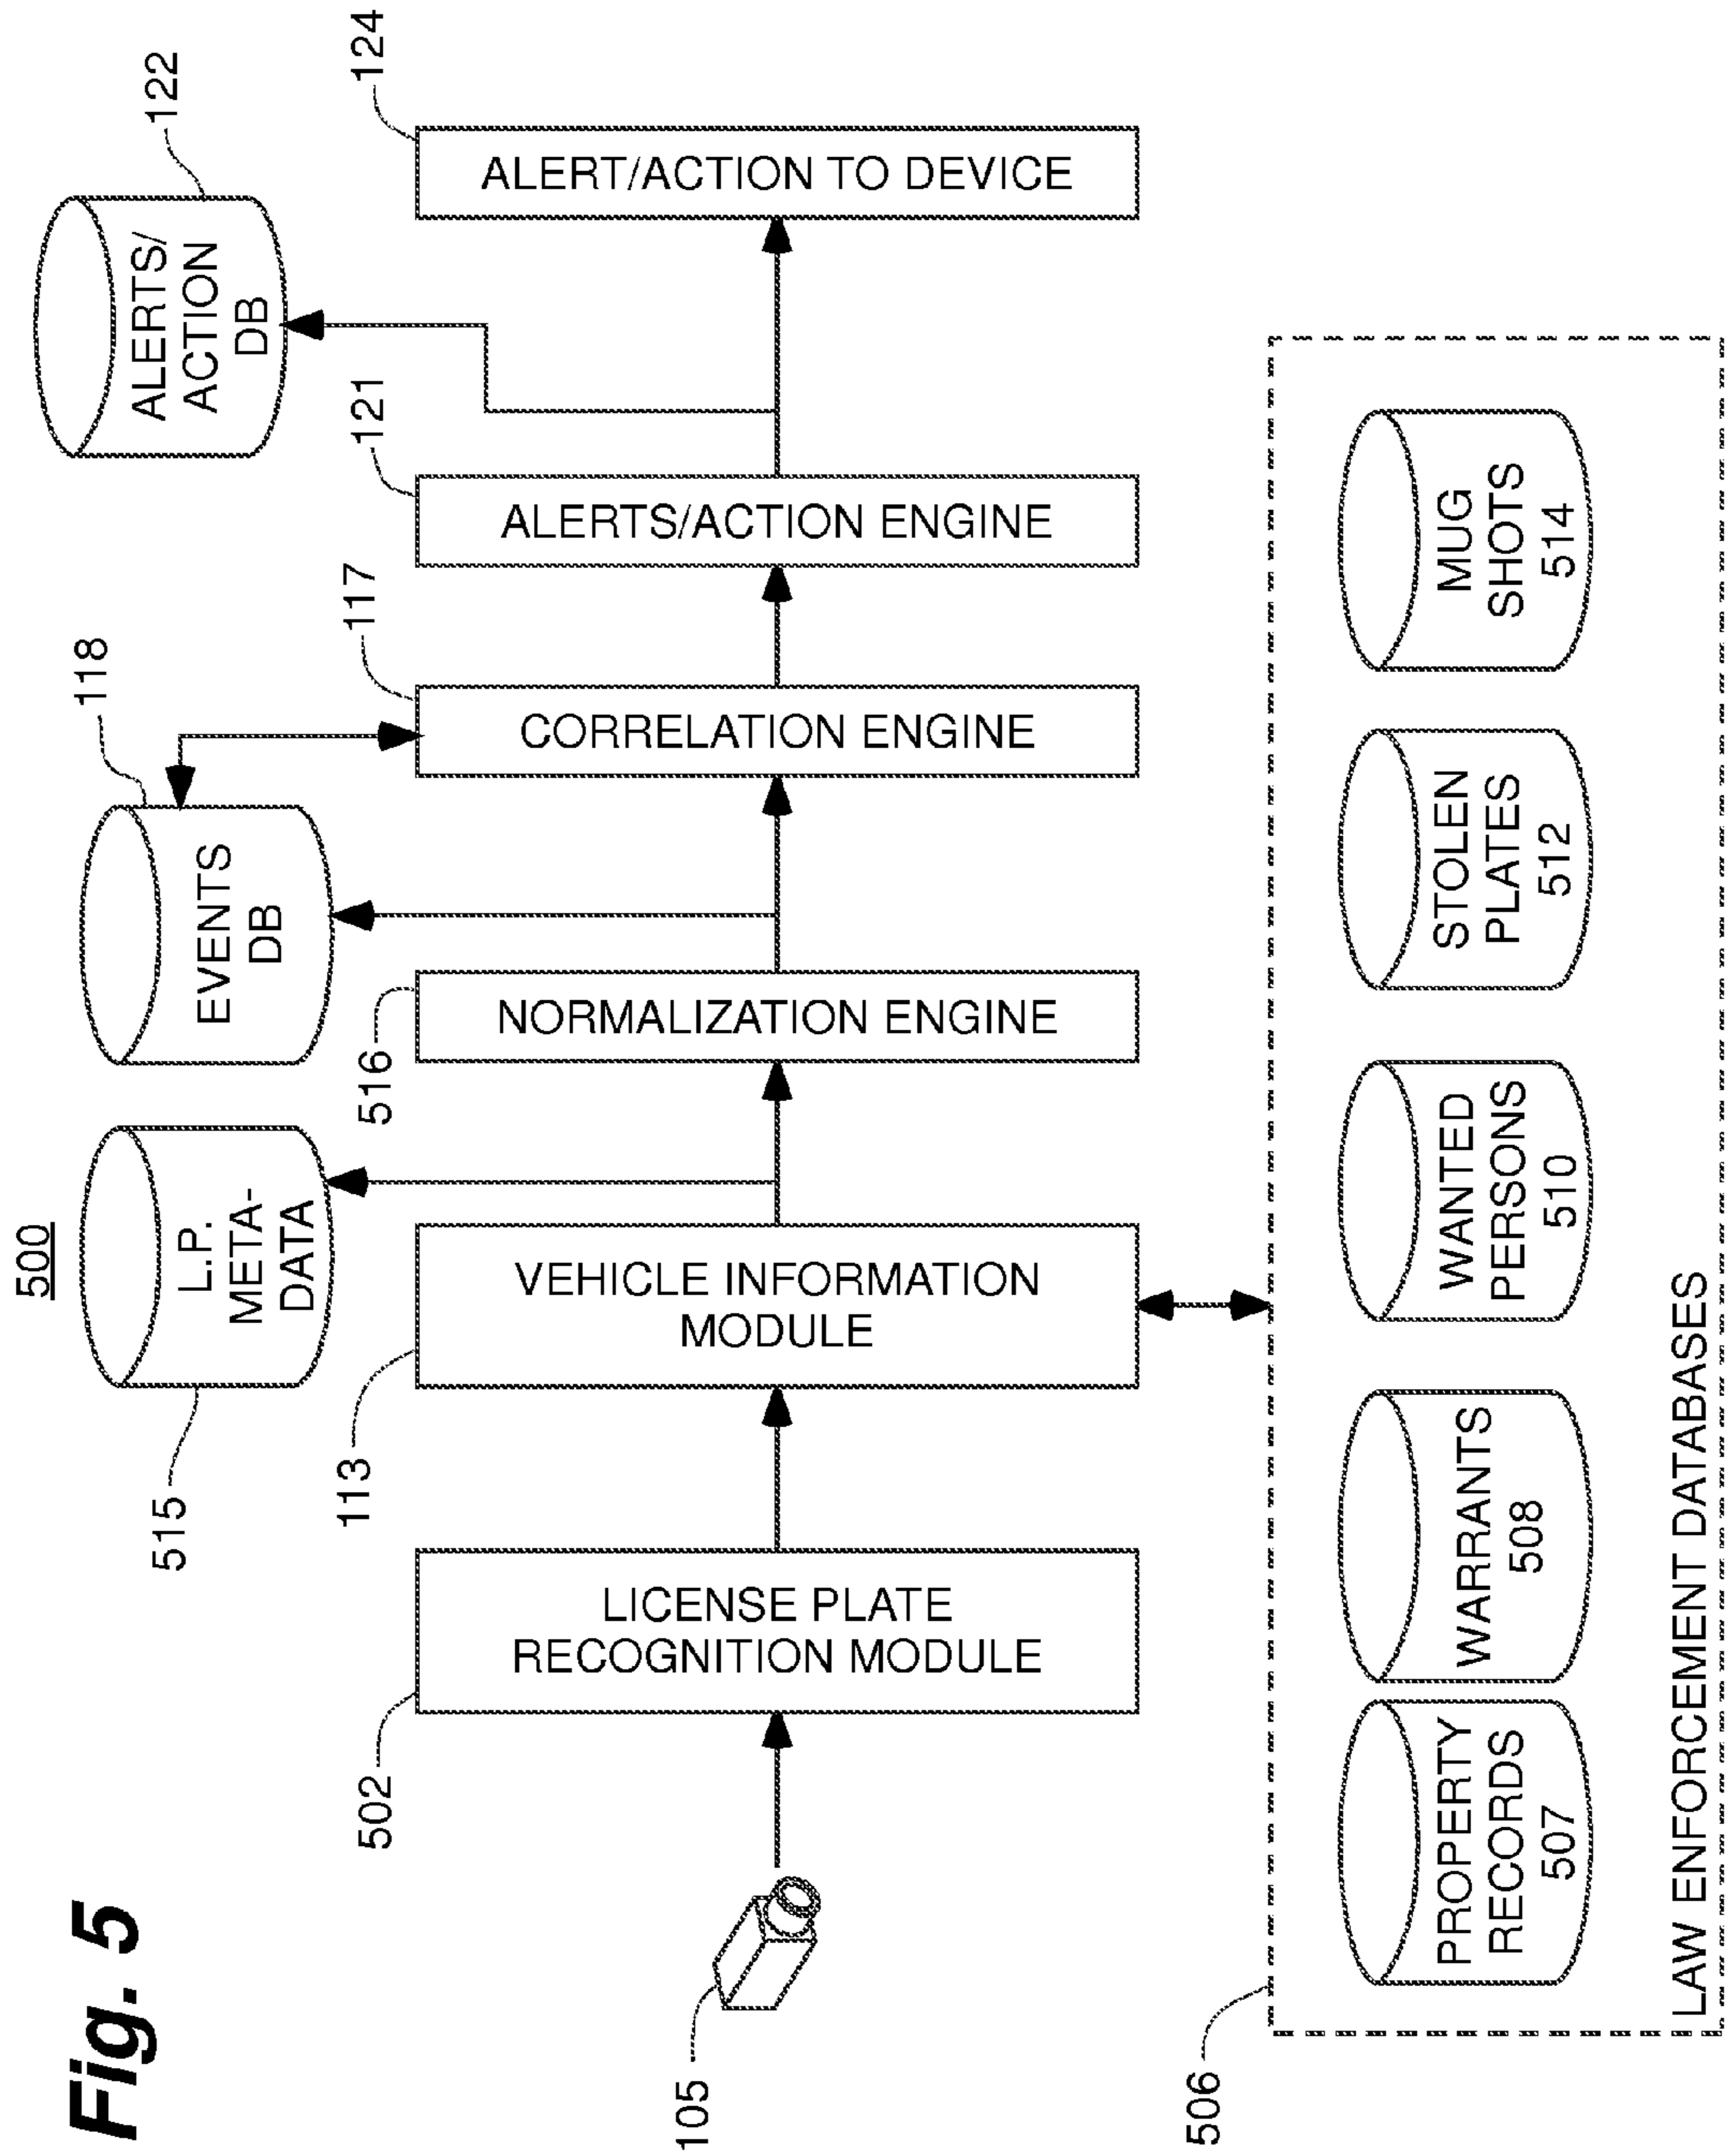 Fig. 5
500
105
502
LICENSE PLATE
RECOGNITION MODULE
113
VEHICLE INFORMATION
MODULE
515
L.P.
META-
DATA
516
NORMALIZATION ENGINE
118
EVENTS
DB
117
CORRELATION ENGINE
121
ALERTS/ACTION ENGINE
122
ALERTS/
ACTION
DB
124
ALERT/ACTION TO DEVICE
506
PROPERTY
RECORDS
507
WARRANTS
508
WANTED
PERSONS
510
STOLEN
PLATES
512
MUG
SHOTS
514
LAW ENFORCEMENT DATABASES